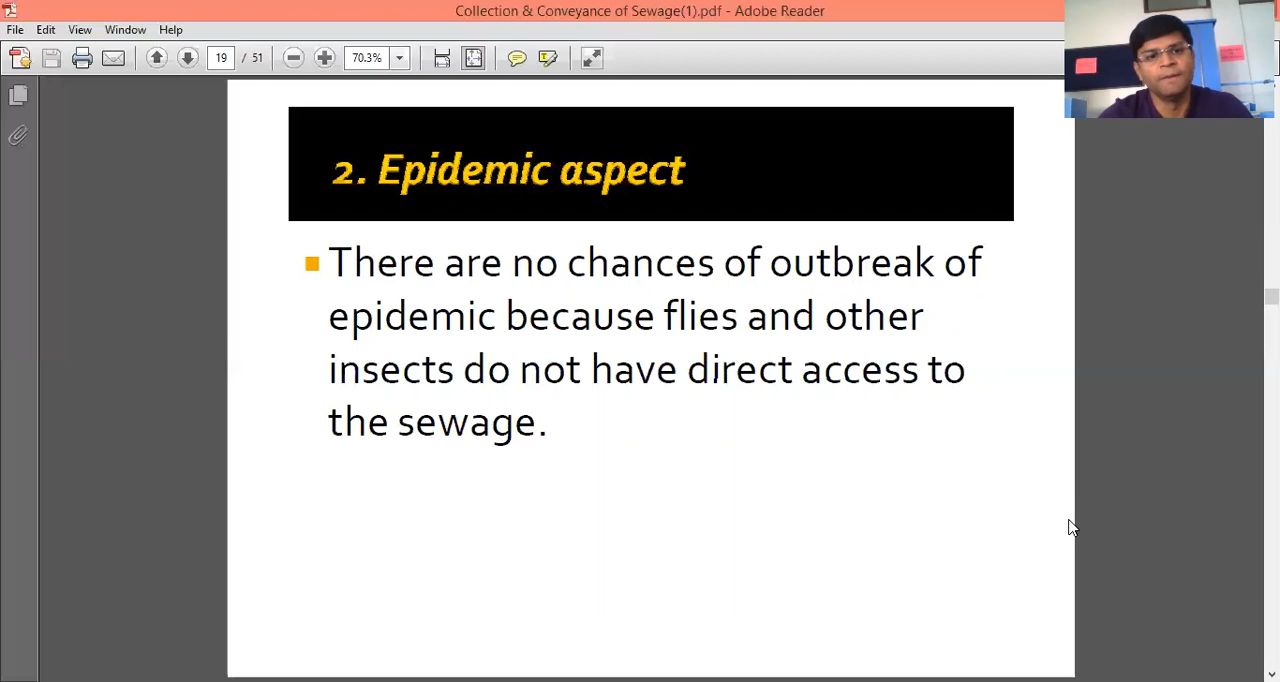 Collection & Conveyance of Sewage(1).pdf - Adobe Reader
File Edit View Window Help
19 / 51 70.3%
2. Epidemic aspect
There are no chances of outbreak of
epidemic because flies and other
insects do not have direct access to
the sewage.